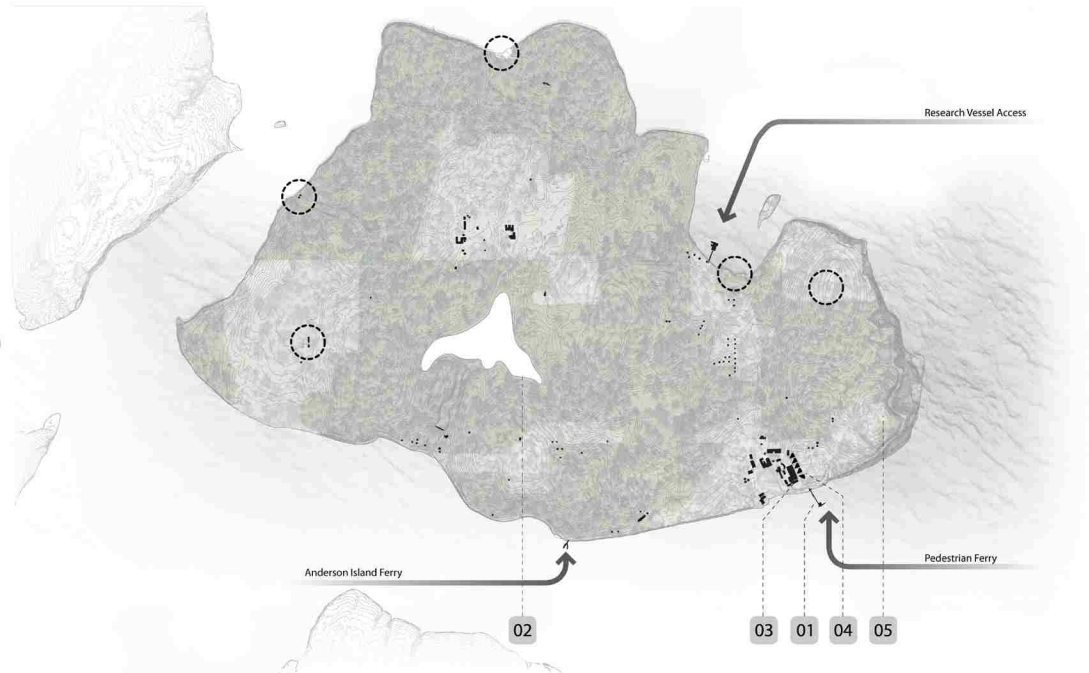 Research Vessel Access
Anderson Island Ferry
Pedestrian Ferry
02
03
01
04
05